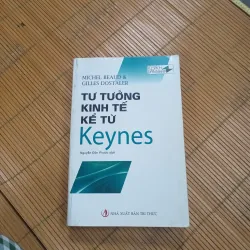 MICHEL BEAUD &
GILLES DOSTALER
TƯ TƯỞNG
KINH TẾ
KỂ TỪ
Keynes
NHÀ XUẤT BẢN TRI THỨC